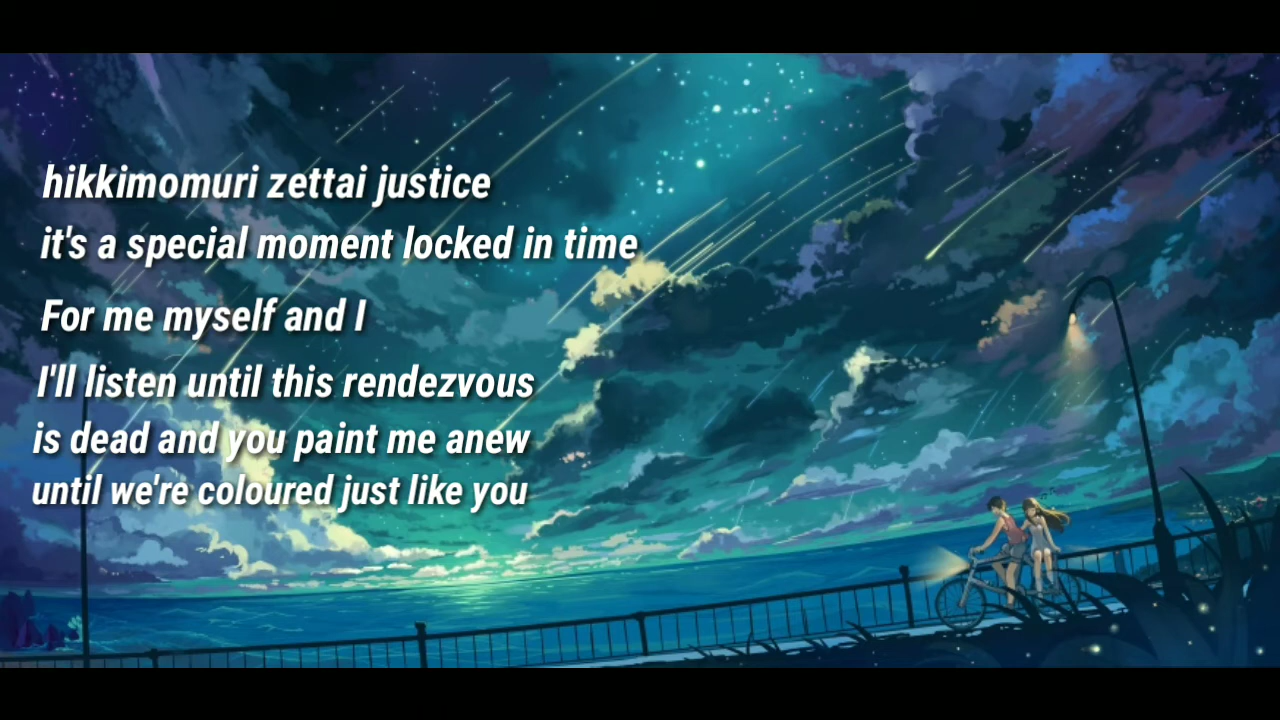 hikkimomuri zettai justice
it's a special moment locked in time
For me myself and I
I'll listen until this rendezvous
is dead and you paint me anew
until we're coloured just like you